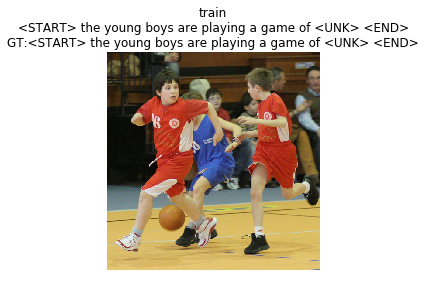 train
<START> the young boys are playing a game of <UNK> <END>
GT:<START> the young boys are playing a game of <UNK> <END>